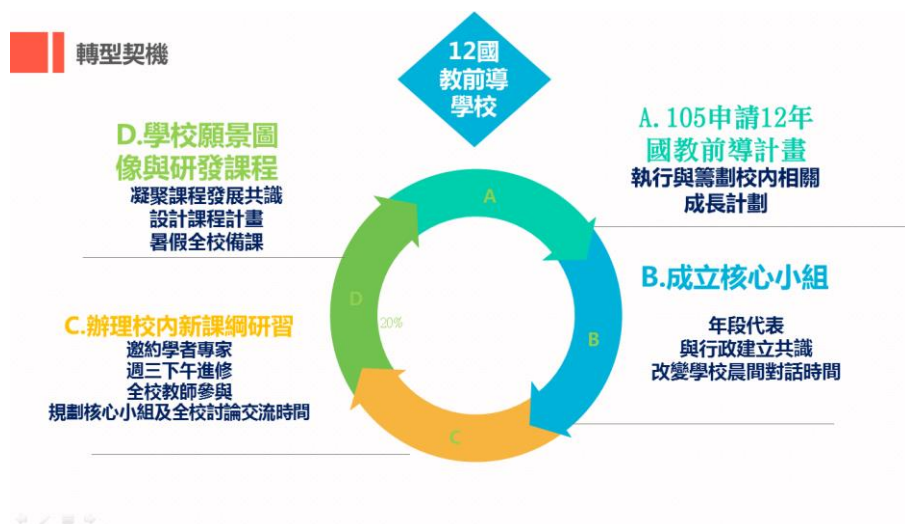 轉型契機
12國
教前導
學校
A.105申請12年
國教前導計畫
執行與籌劃校內相關
成長計劃
B.成立核心小組
年段代表
與行政建立共識
改變學校晨間對話時間
C.辦理校內新課綱研習
邀約學者專家
週三下午進修
全校教師參與
規劃核心小組及全校討論交流時間
D.學校願景圖
像與研發課程
凝聚課程發展共識
設計課程計畫
暑假全校備課
A
B
C
D
20%